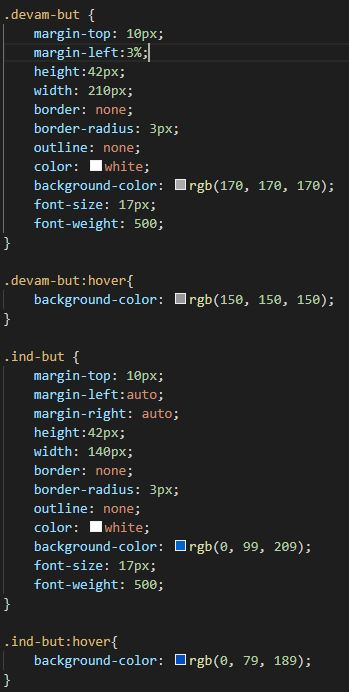 .devam-but {
margin-top: 10px;
margin-left:3%;
height:42px;
width: 210px;
border: none;
border-radius: 3px;
outline: none;
color: white;
background-color: rgb(170, 170, 170);
font-size: 17px;
font-weight: 500;
}
.devam-but:hover{
background-color: rgb(150, 150, 150);
}
.ind-but {
margin-top: 10px;
margin-left:auto;
margin-right: auto;
height:42px;
width: 140px;
border: none;
border-radius: 3px;
outline: none;
color: white;
background-color: rgb(0, 99, 209);
font-size: 17px;
font-weight: 500;
}
.ind-but:hover{
background-color: rgb(0, 79, 189);
}